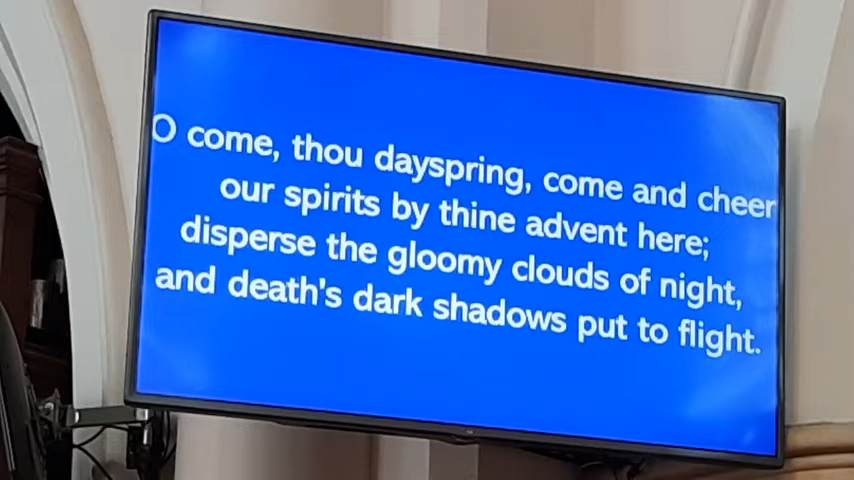 O come, thou dayspring, come and cheer
our spirits by thine advent here;
disperse the gloomy clouds of night,
and death's dark shadows put to flight.